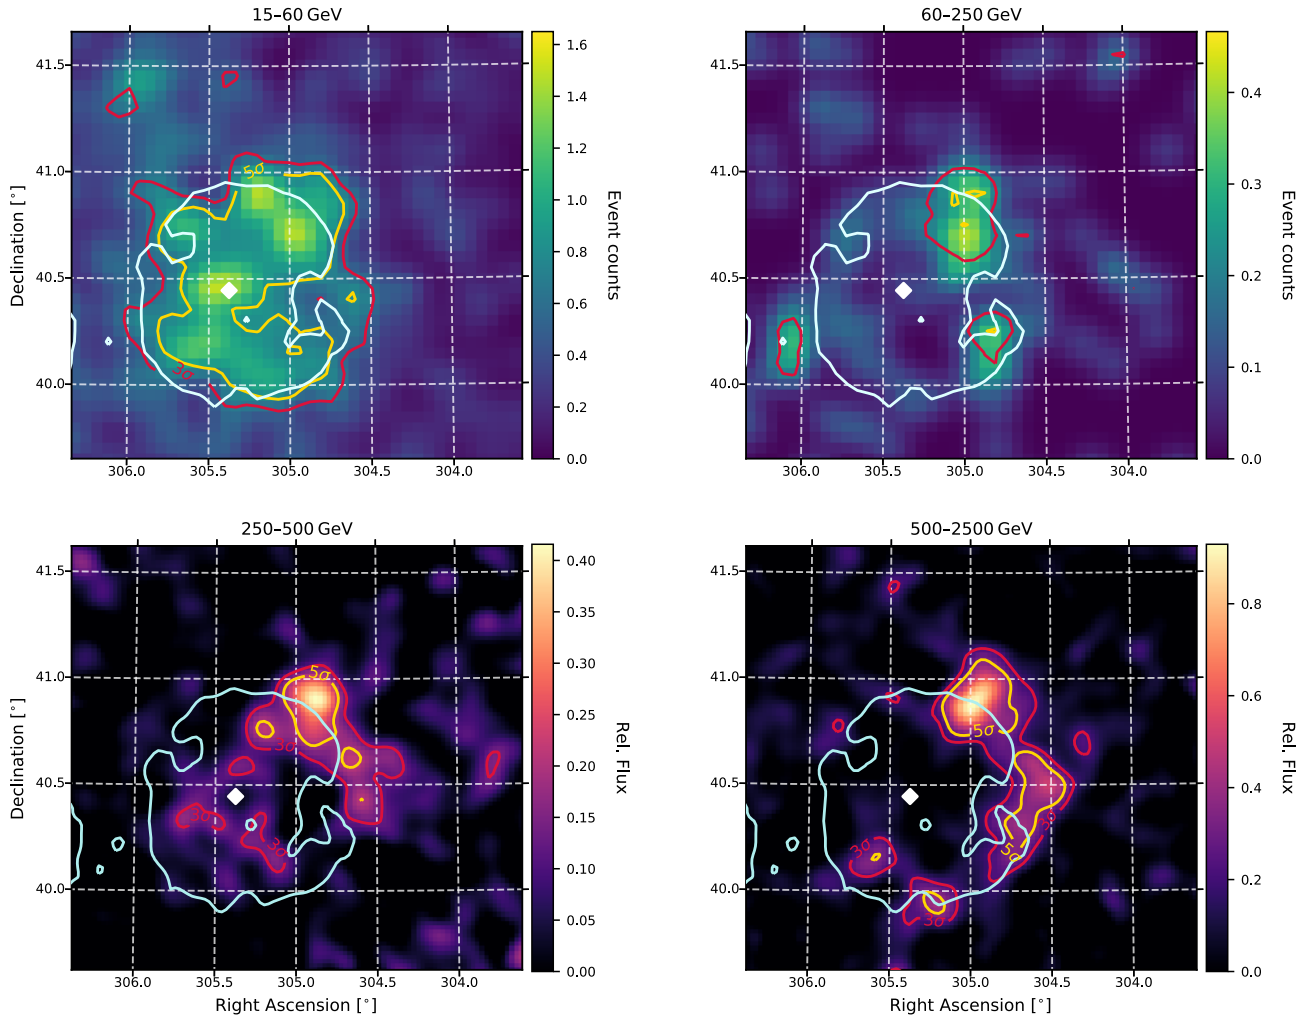 15–60 GeV
60–250 GeV
41.5
41.0
40.5
40.0
Declination [°]
5σ
3σ
306.0
305.5
305.0
304.5
304.0
1.6
1.4
1.2
1.0
0.8
0.6
0.4
0.2
0.0
Event counts
41.5
41.0
40.5
40.0
306.0
305.5
305.0
304.5
304.0
0.4
0.3
0.2
0.1
0.0
Event counts
250–500 GeV
500–2500 GeV
41.5
41.0
40.5
40.0
Declination [°]
5σ
3σ
3σ
3σ
306.0
305.5
305.0
304.5
304.0
Right Ascension [°]
0.40
0.35
0.30
0.25
0.20
0.15
0.10
0.05
0.00
Rel. Flux
41.5
41.0
40.5
40.0
5σ
3σ
5σ
3σ
3σ
306.0
305.5
305.0
304.5
304.0
Right Ascension [°]
0.8
0.6
0.4
0.2
0.0
Rel. Flux